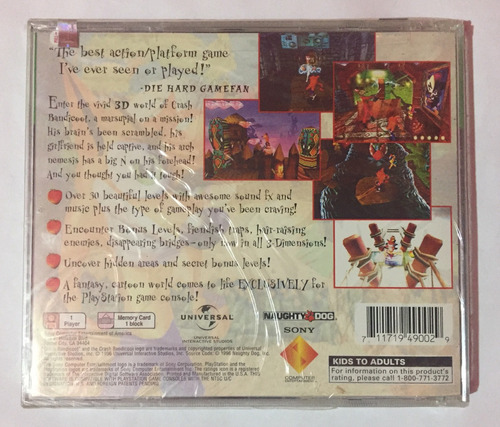 "The best action/platform game
I've ever seen or played!"
-DIE HARD GAMEFAN
Enter the vivid 3D world of Crash
Bandicoot, a marsupial on a mission!
His brain's been scrambled, his
girlfriend is held captive, and his arch
nemesis has a big N on his forehead!
And you thought you had it tough!
Over 30 beautiful levels with awesome sound fx and
music plus the type of gameplay you've been craving!
Encounter Bonus Levels, fiendish traps, hair-raising
enemies, disappearing bridges-only now in all 3-Dimensions!
Uncover hidden areas and secret bonus levels!
A fantasy, cartoon world comes to life EXCLUSIVELY for
the PlayStation game console!
1
Player
Memory Card
1 block
UNIVERSAL
UNIVERSAL
INTERACTIVE STUDIOS
NAUGHTY DOG
SONY
COMPUTER
ENTERTAINMENT
7 11719 49002 9
KIDS TO ADULTS
For information on this product's
rating, please call 1-800-771-3772